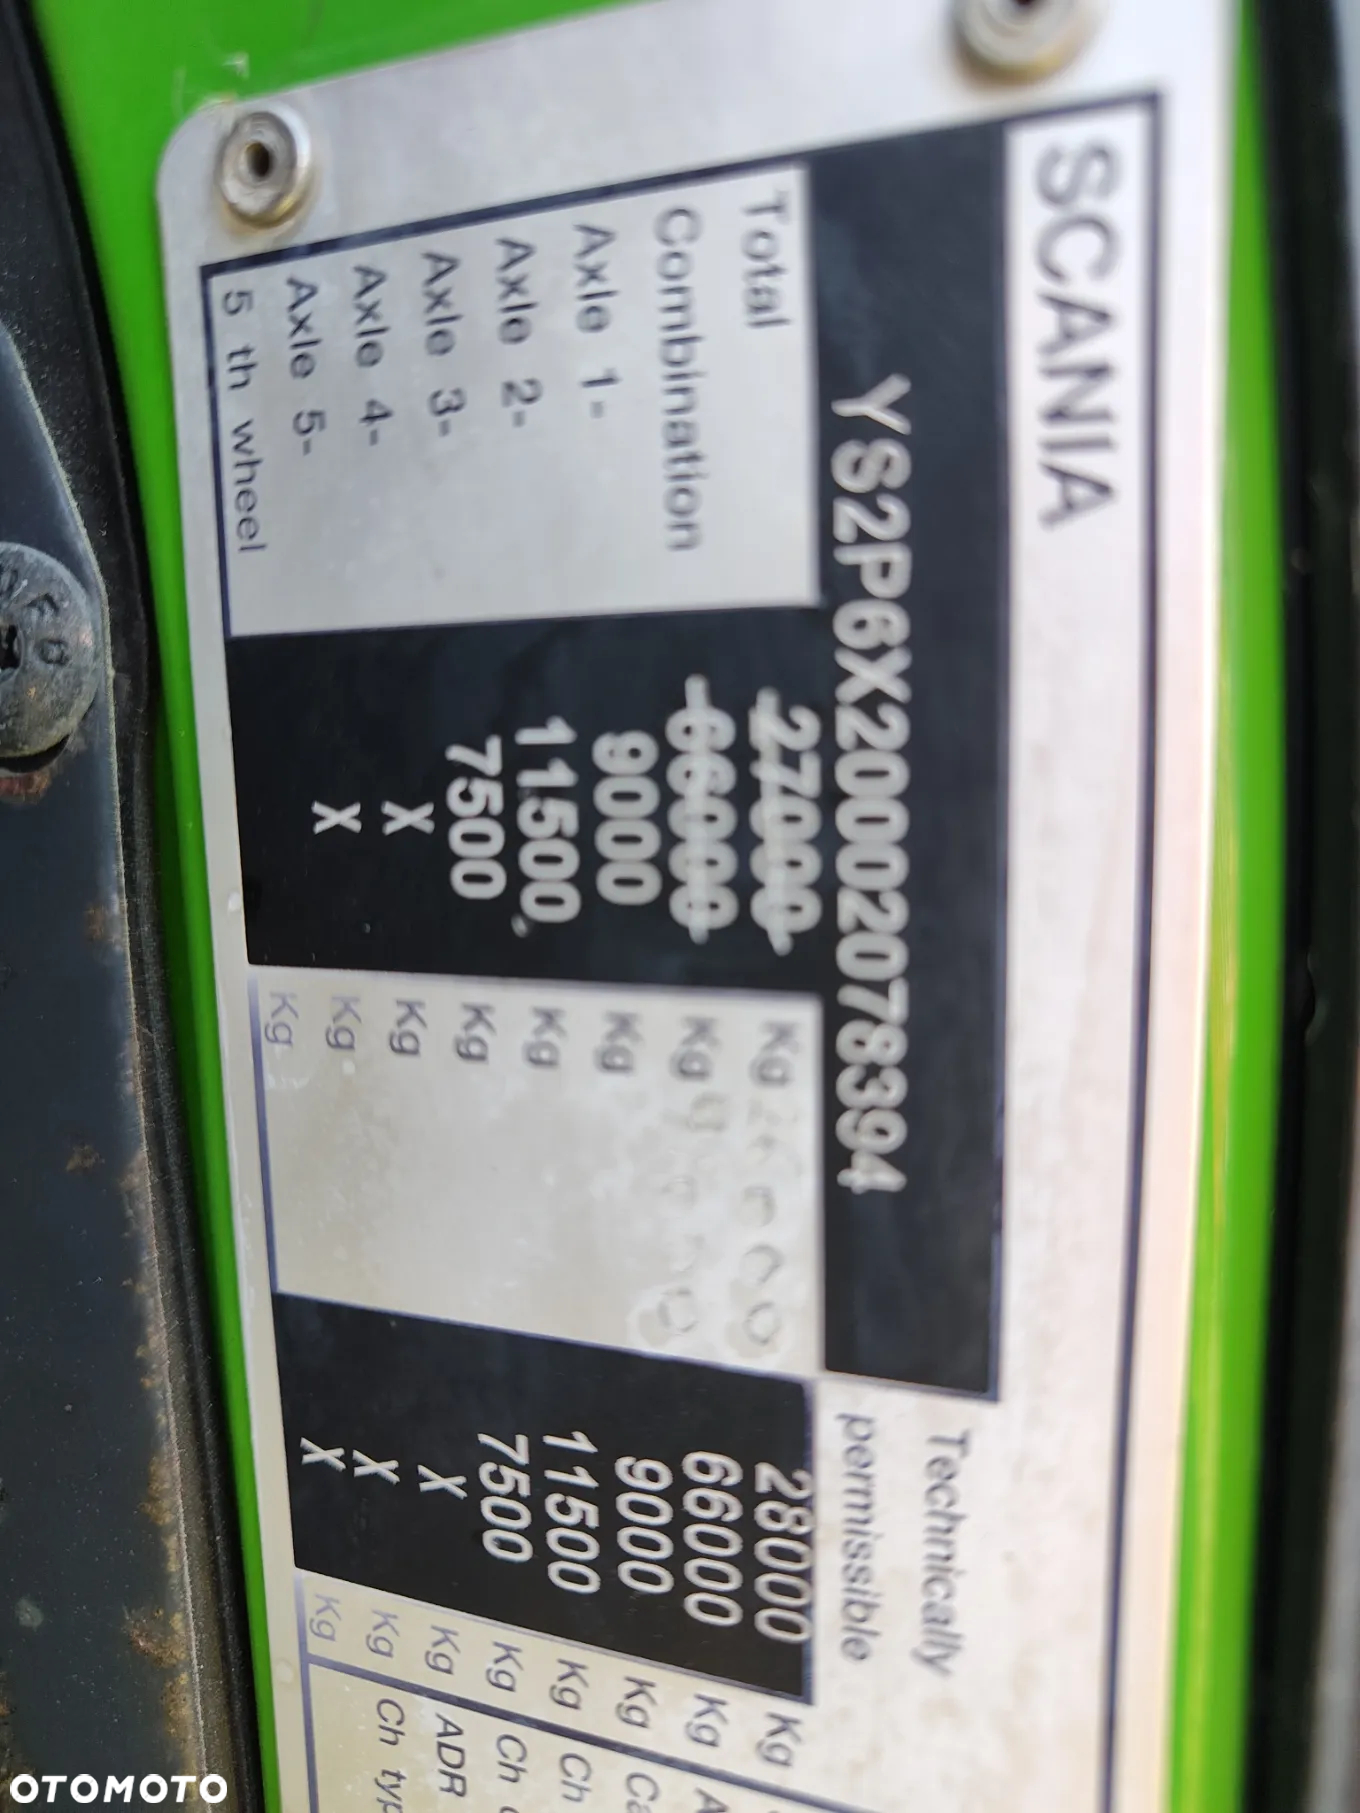 SCANIA
YS2P6X20002078394
Technically
permissible
Total 27000 Kg 28000 Kg
Combination 66000 Kg 66000 Kg
Axle 1- 9000 Kg 9000 Kg
Axle 2- 11500 Kg 11500 Kg
Axle 3- 7500 Kg 7500 Kg
Axle 4- X Kg X Kg ADR
Axle 5- X Kg X Kg
5 th wheel Kg X Kg
OTOMOTO